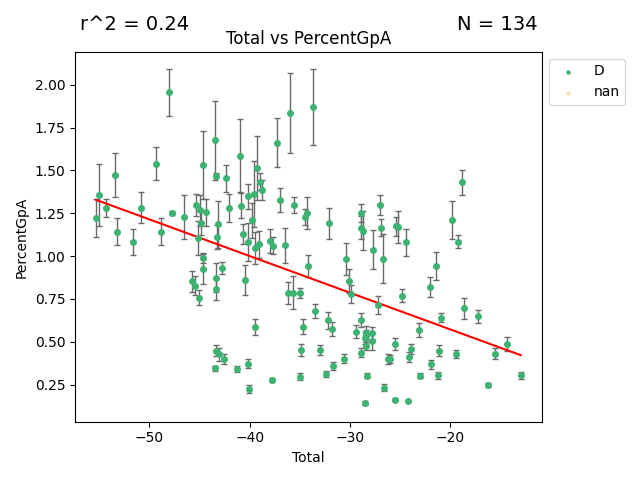 r^2 = 0.24
N = 134
Total vs PercentGpA
D
nan
PercentGpA
2.00
1.75
1.50
1.25
1.00
0.75
0.50
0.25
−50
−40
−30
−20
Total